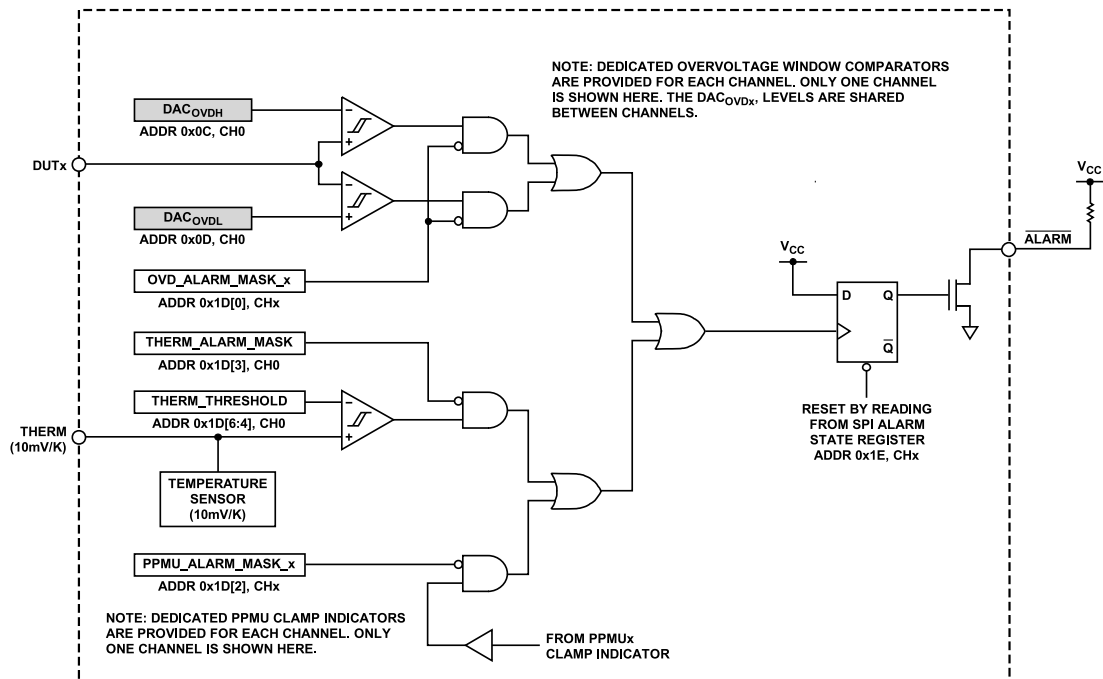 NOTE: DEDICATED OVERVOLTAGE WINDOW COMPARATORS
ARE PROVIDED FOR EACH CHANNEL. ONLY ONE CHANNEL
IS SHOWN HERE. THE DACOVDx, LEVELS ARE SHARED
BETWEEN CHANNELS.
DACOVDH
ADDR 0x0C, CH0
DUTx
DACOVDL
ADDR 0x0D, CH0
OVD_ALARM_MASK_x
ADDR 0x1D[0], CHx
THERM_ALARM_MASK
ADDR 0x1D[3], CH0
THERM_THRESHOLD
ADDR 0x1D[6:4], CH0
THERM
(10mV/K)
TEMPERATURE
SENSOR
(10mV/K)
PPMU_ALARM_MASK_x
ADDR 0x1D[2], CHx
NOTE: DEDICATED PPMU CLAMP INDICATORS
ARE PROVIDED FOR EACH CHANNEL. ONLY
ONE CHANNEL IS SHOWN HERE.
FROM PPMUx
CLAMP INDICATOR
– +
– +
– +
VCC
D Q
Q̅
RESET BY READING
FROM SPI ALARM
STATE REGISTER
ADDR 0x1E, CHx
VCC
A̅L̅A̅R̅M̅